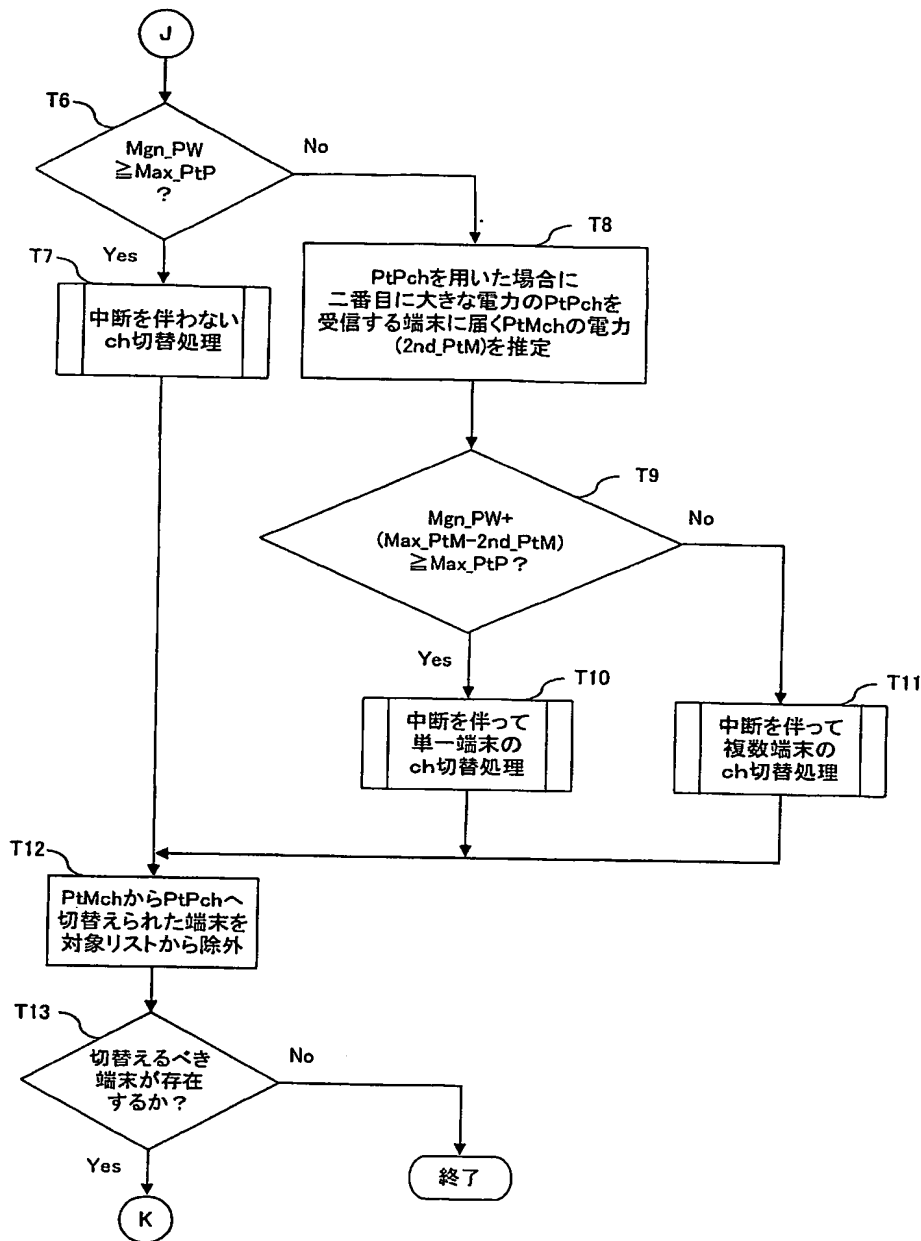 J
T6
Mgn_PW
≧Max_PtP
?
No
Yes
T7
中断を伴わない
ch切替処理
T8
PtPchを用いた場合に
二番目に大きな電力のPtPchを
受信する端末に届くPtMchの電力
(2nd_PtM)を推定
T9
Mgn_PW+
(Max_PtM-2nd_PtM)
≧Max_PtP?
No
Yes
T10
中断を伴って
単一端末の
ch切替処理
T11
中断を伴って
複数端末の
ch切替処理
T12
PtMchからPtPchへ
切替えられた端末を
対象リストから除外
T13
切替えるべき
端末が存在
するか?
No
Yes
終了
K